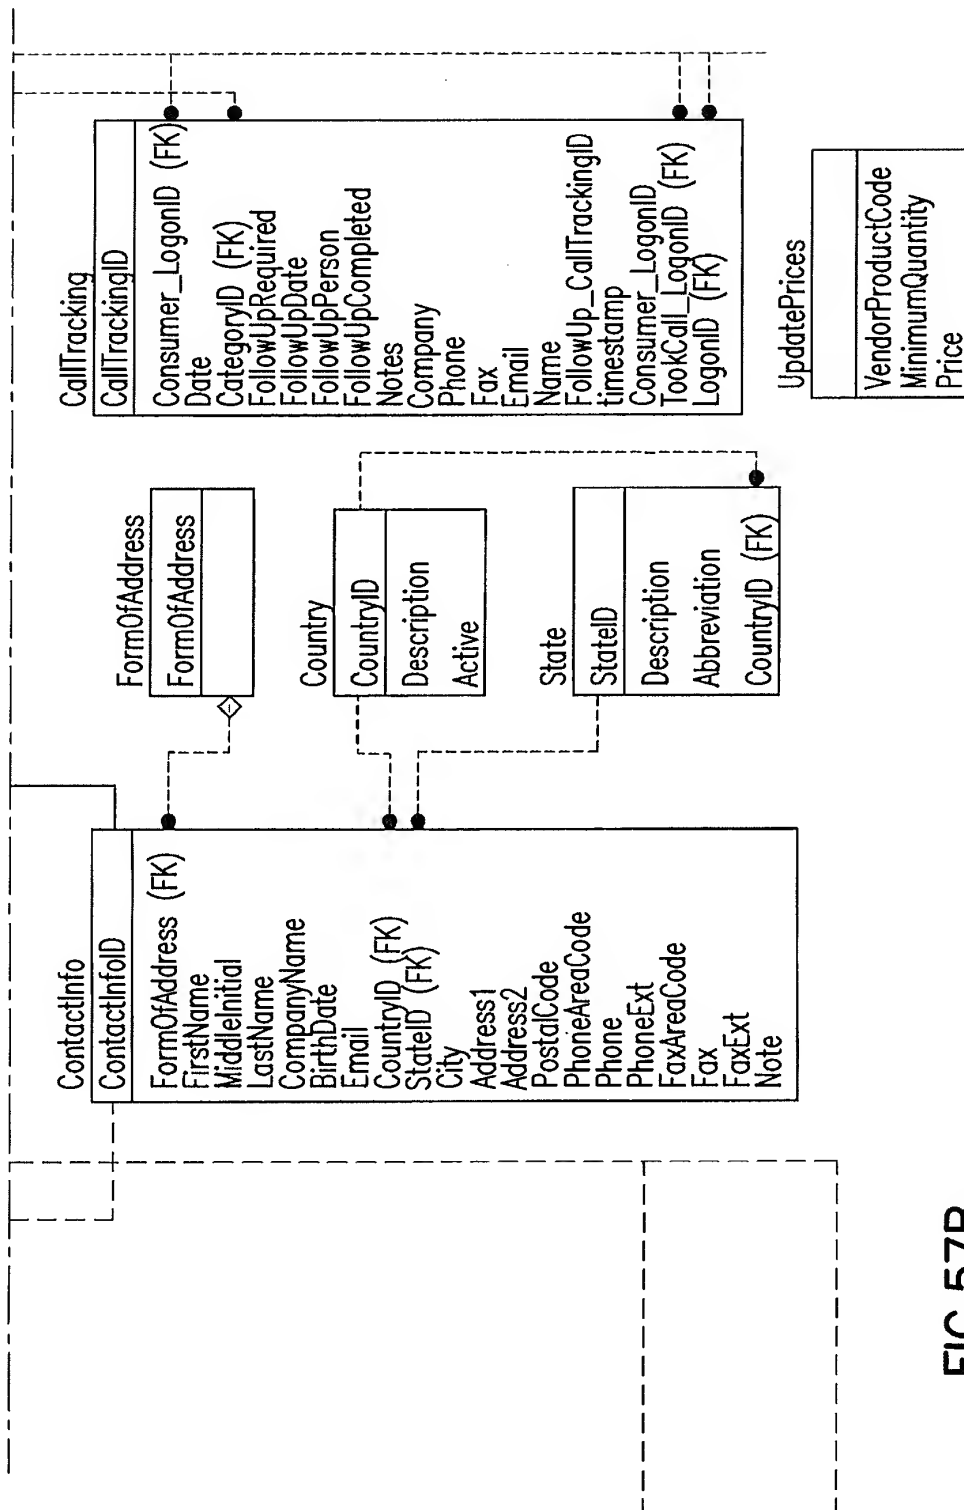 ContactInfo
ContactInfoID
FormOfAddress (FK)
FirstName
MiddleInitial
LastName
CompanyName
BirthDate
Email
CountryID (FK)
StateID (FK)
City
Address1
Address2
PostalCode
PhoneAreaCode
Phone
PhoneExt
FaxAreaCode
Fax
FaxExt
Note
FormOfAddress
FormOfAddress
Country
CountryID
Description
Active
State
StateID
Description
Abbreviation
CountryID (FK)
CallTracking
CallTrackingID
Consumer_LogonID (FK)
Date
CategoryID (FK)
FollowUpRequired
FollowUpDate
FollowUpPerson
FollowUpCompleted
Notes
Company
Phone
Fax
Email
Name
FollowUp_CallTrackingID
timestamp
Consumer_LogonID
TookCall_LogonID (FK)
LogonID (FK)
UpdatePrices
VendorProductCode
MinimumQuantity
Price